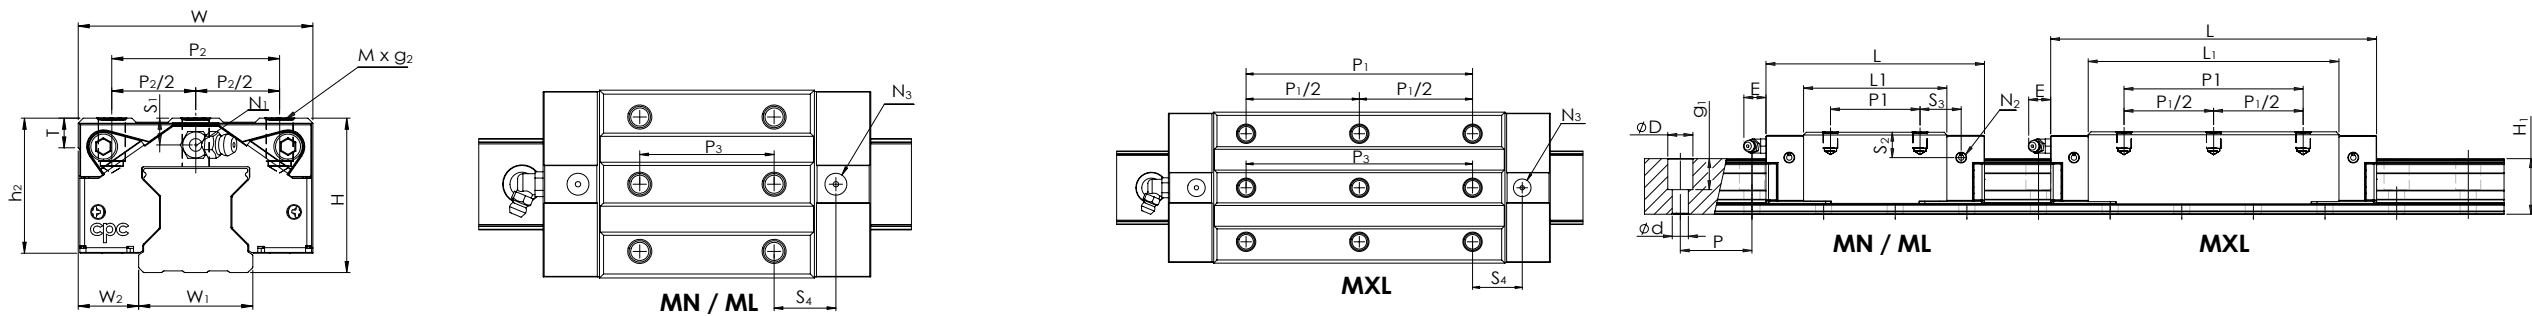 W
P2
M x g2
P2/2 P2/2
S1
N1
T
h2
H
cpc
W2 W1
N3
P3
S4
MN / ML
P1
P1/2 P1/2
N3
P3
S4
MXL
L
L
L1
L1
E
P1
S3
N2
E
P1
P1/2 P1/2
g1
øD
S2
H1
ød
P
MN / ML
MXL